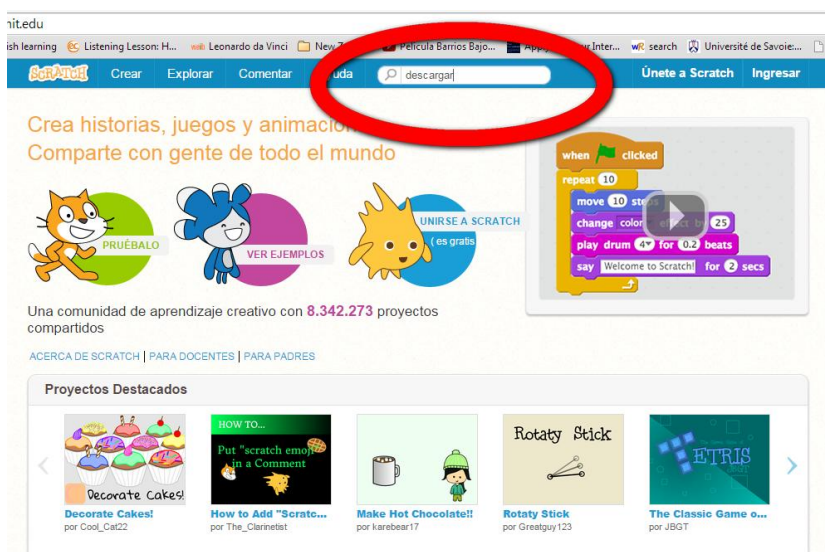 nit.edu
ish learning Listening Lesson: H... Leonardo da Vinci Película Barrios Bajo... search Université de Savoie:...
SCRATCH Crear Explorar Comentar descargar Únete a Scratch Ingresar
Crea historias, juegos y
Comparte con gente de todo el mundo
PRUÉBALO
VER EJEMPLOS
UNIRSE A SCRATCH
( es gratis
when clicked
repeat 10
move 10
change color by 25
play drum 4 for 0.2 beats
say Welcome to Scratch! for 2 secs
Una comunidad de aprendizaje creativo con 8.342.273 proyectos
compartidos
ACERCA DE SCRATCH | PARA DOCENTES | PARA PADRES
Proyectos Destacados
Decorate Cakes!
HOW TO...
Put "scratch emoji"
in a Comment
Rotaty Stick
TETRIS
Decorate Cakes!
por Cool_Cat22
How to Add "Scratc...
por The_Clarinetist
Make Hot Chocolate!!
por karebear17
Rotaty Stick
por Greatguy123
The Classic Game o...
por JBGT